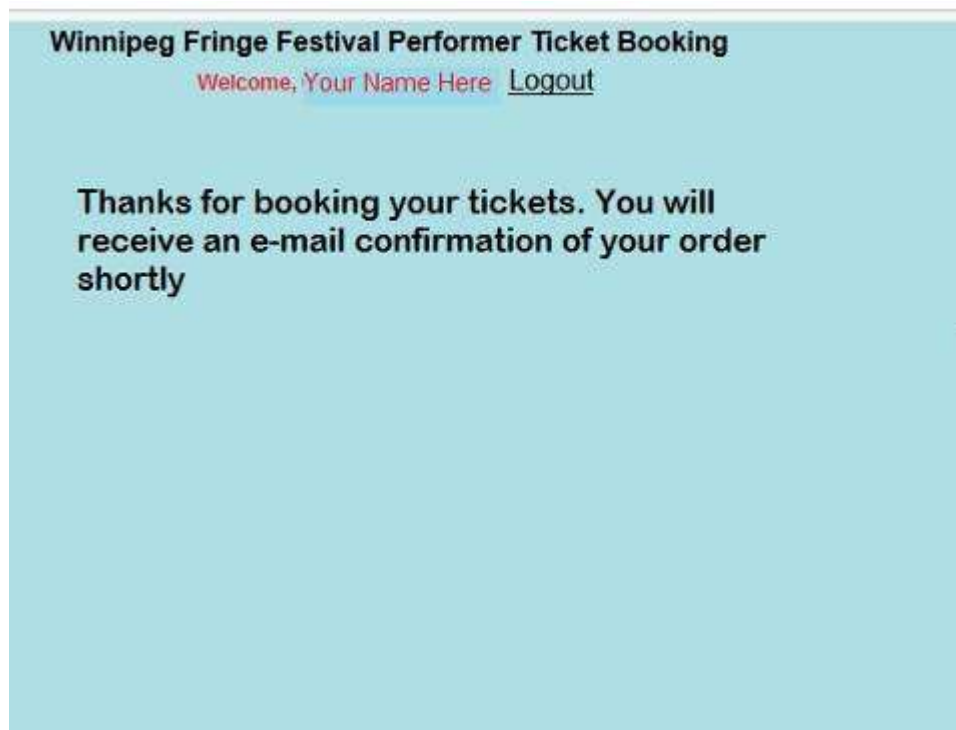 Winnipeg Fringe Festival Performer Ticket Booking
Welcome, Your Name Here Logout
Thanks for booking your tickets. You will
receive an e-mail confirmation of your order
shortly